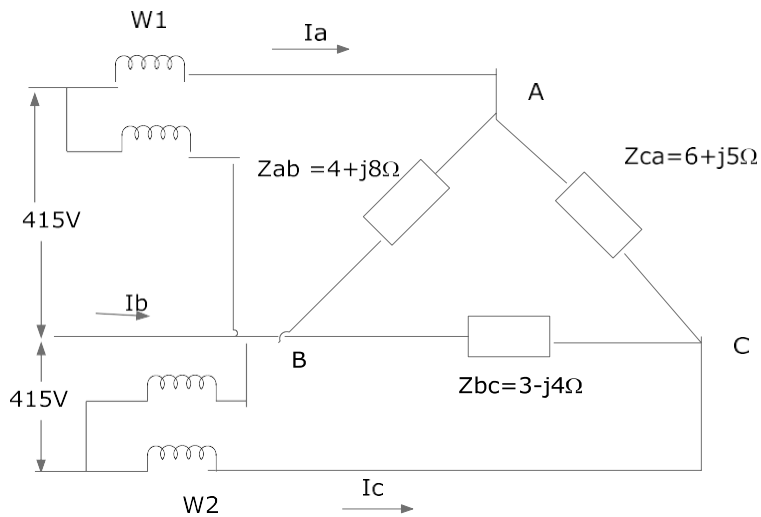 W1
Ia
A
Zab =4+j8Ω
Zca=6+j5Ω
415V
Ib
B
C
415V
Zbc=3-j4Ω
Ic
W2